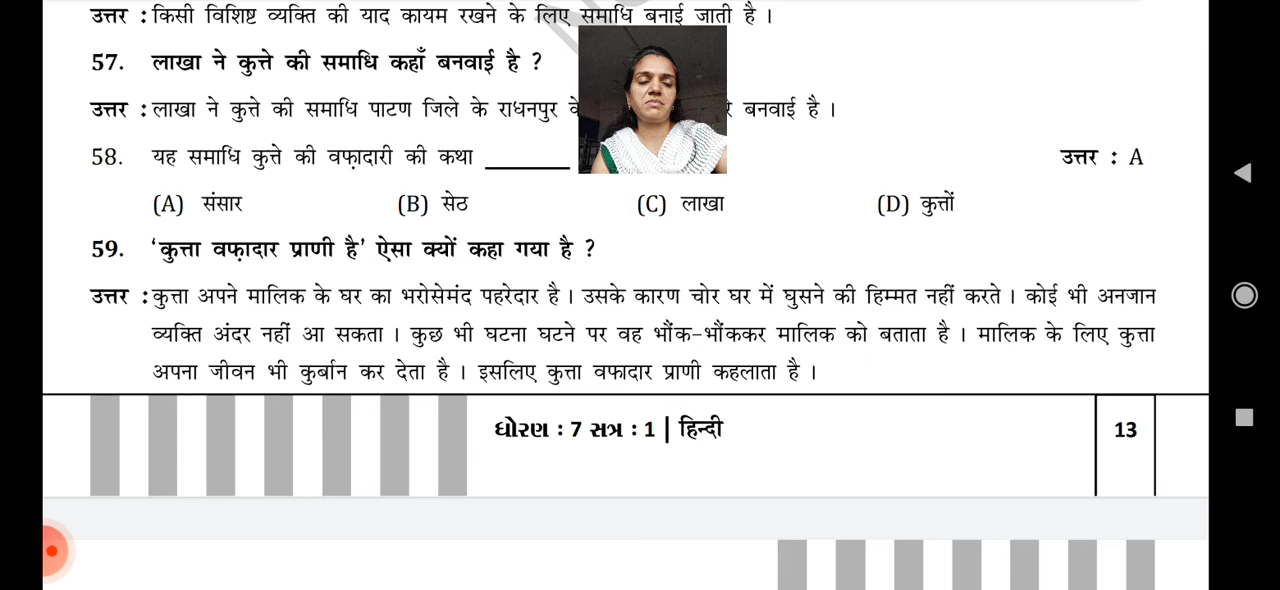 उत्तर : किसी विशिष्ट व्यक्ति की याद कायम रखने के लिए समाधि बनाई जाती है ।
57. लाखा ने कुत्ते की समाधि कहाँ बनवाई है ?
उत्तर : लाखा ने कुत्ते की समाधि पाटण जिले के राधनपुर बनवाई है ।
58. यह समाधि कुत्ते की वफ़ादारी की कथा ________ उत्तर : A
(A) संसार (B) सेठ (C) लाखा (D) कुत्तों
59. ‘कुत्ता वफ़ादार प्राणी है’ ऐसा क्यों कहा गया है ?
उत्तर : कुत्ता अपने मालिक के घर का भरोसेमंद पहरेदार है । उसके कारण चोर घर में घुसने की हिम्मत नहीं करते । कोई भी अनजान
व्यक्ति अंदर नहीं आ सकता । कुछ भी घटना घटने पर वह भौंक-भौंककर मालिक को बताता है । मालिक के लिए कुत्ता
अपना जीवन भी कुर्बान कर देता है । इसलिए कुत्ता वफादार प्राणी कहलाता है ।
ધોરણ : 7 સત્ર : 1 | हिन्दी 13